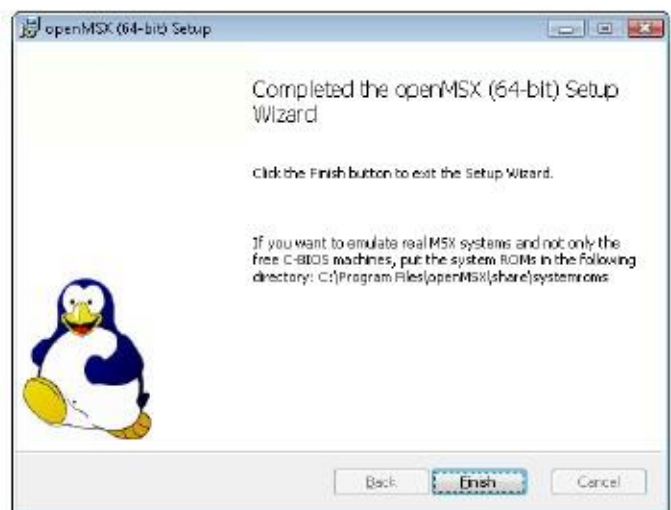 openMSX (64-bit) Setup
Completed the openMSX (64-bit) Setup
Wizard
Click the Finish button to exit the Setup Wizard.
If you want to emulate real MSX systems and not only the
free C-BIOS machines, put the system ROMs in the following
directory: C:\Program Files\openMSX\share\systemroms
Back
Finish
Cancel